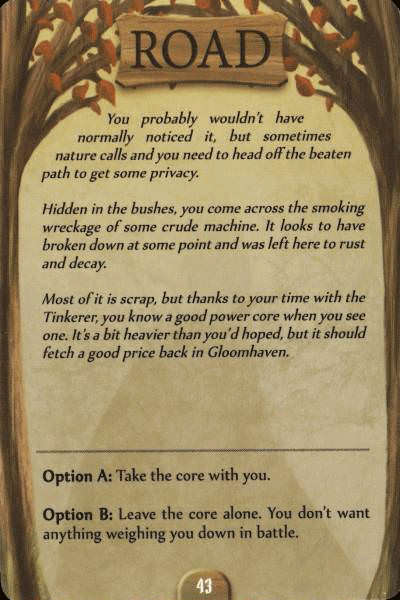 ROAD
You probably wouldn't have
normally noticed it, but sometimes
nature calls and you need to head off the beaten
path to get some privacy.
Hidden in the bushes, you come across the smoking
wreckage of some crude machine. It looks to have
broken down at some point and was left here to rust
and decay.
Most of it is scrap, but thanks to your time with the
Tinkerer, you know a good power core when you see
one. It's a bit heavier than you'd hoped, but it should
fetch a good price back in Gloomhaven.
Option A: Take the core with you.
Option B: Leave the core alone. You don't want
anything weighing you down in battle.
43